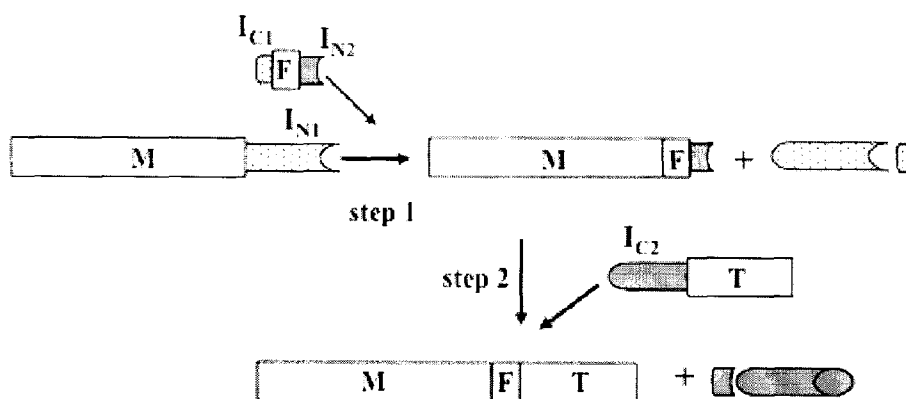 I_C1 I_N2
F
I_N1
M M F +
step 1
I_C2
step 2 T
M F T +